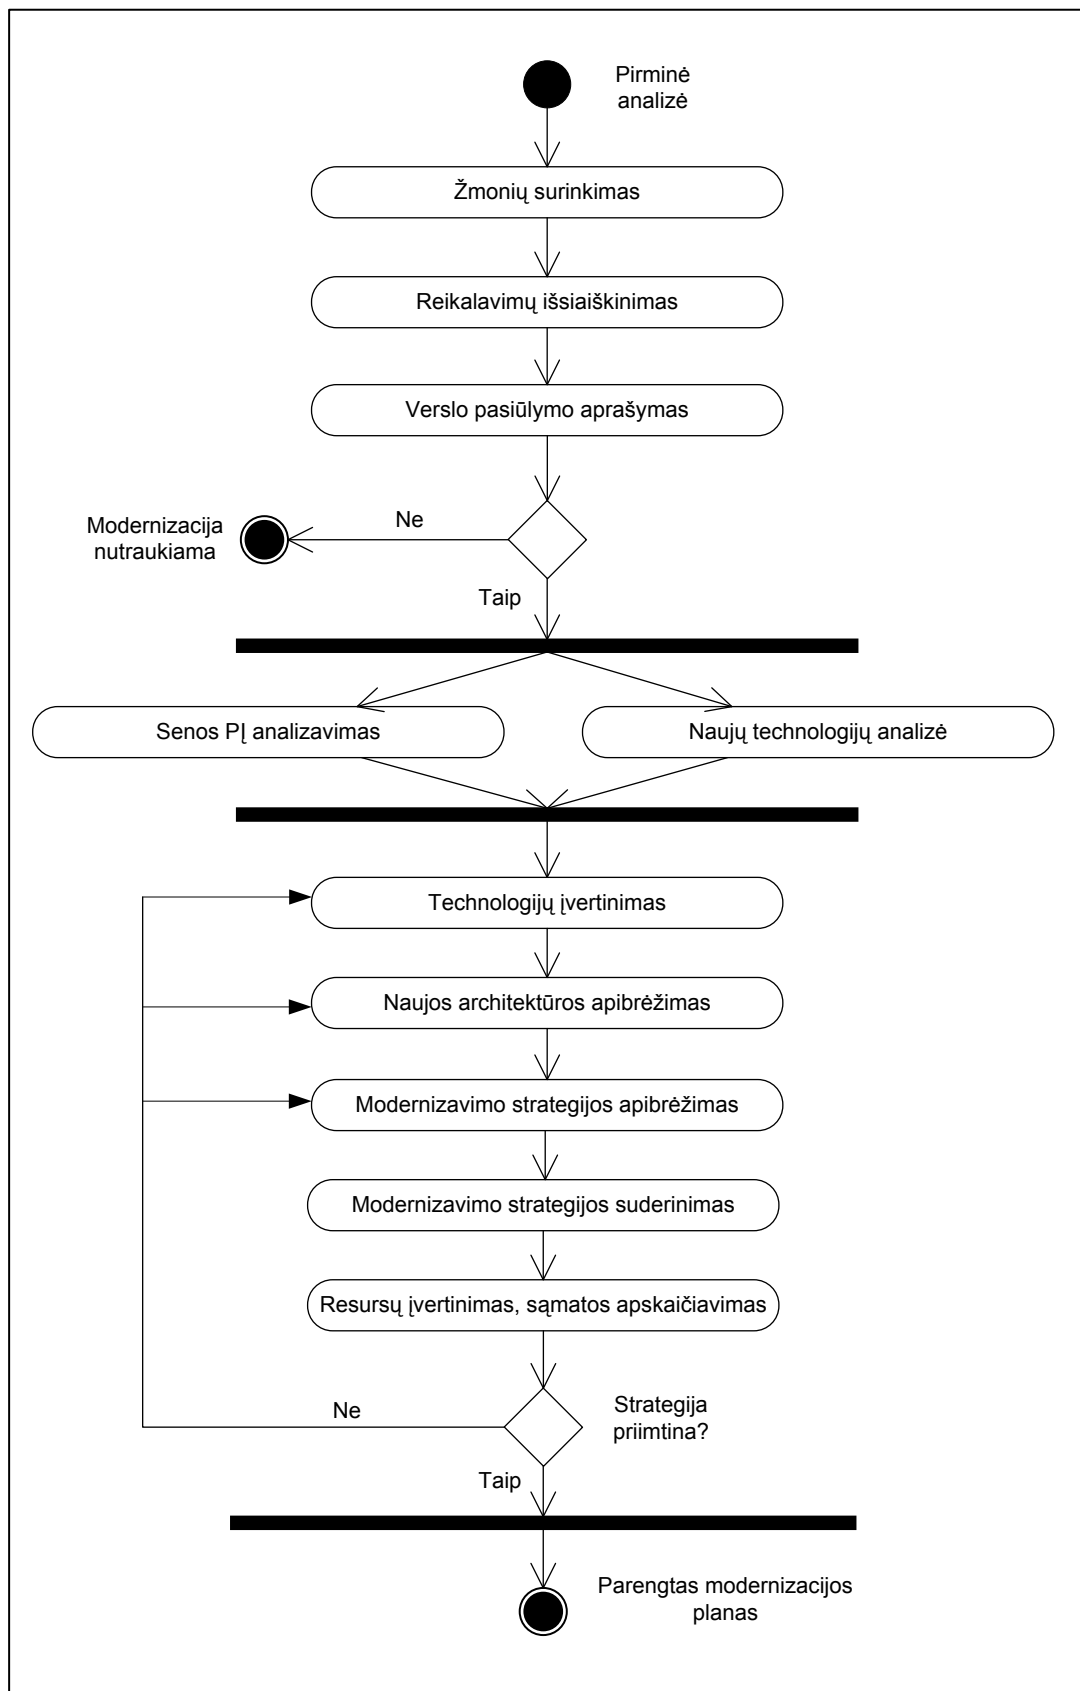 Pirminė
analizė
Žmonių surinkimas
Reikalavimų išsiaiškinimas
Verslo pasiūlymo aprašymas
Modernizacija
nutraukiama
Ne
Taip
Senos PĮ analizavimas
Naujų technologijų analizė
Technologijų įvertinimas
Naujos architektūros apibrėžimas
Modernizavimo strategijos apibrėžimas
Modernizavimo strategijos suderinimas
Resursų įvertinimas, sąmatos apskaičiavimas
Ne
Strategija
priimtina?
Taip
Parengtas modernizacijos
planas